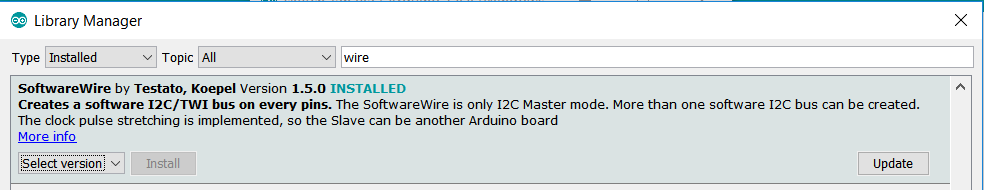 Library Manager
Type Installed Topic All wire
SoftwareWire by Testato, Koepel Version 1.5.0 INSTALLED
Creates a software I2C/TWI bus on every pins. The SoftwareWire is only I2C Master mode. More than one software I2C bus can be created.
The clock pulse stretching is implemented, so the Slave can be another Arduino board
More info
Select version Install Update